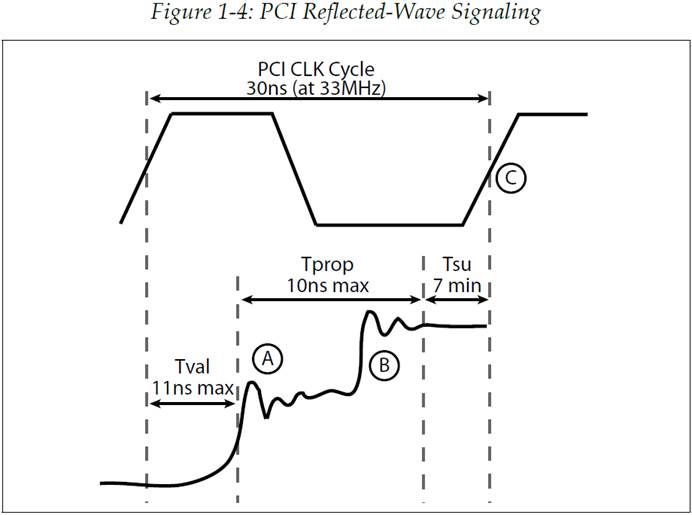 Figure 1-4: PCI Reflected-Wave Signaling
PCI CLK Cycle
30ns (at 33MHz)
C
Tprop
10ns max
Tsu
7 min
A
B
Tval
11ns max